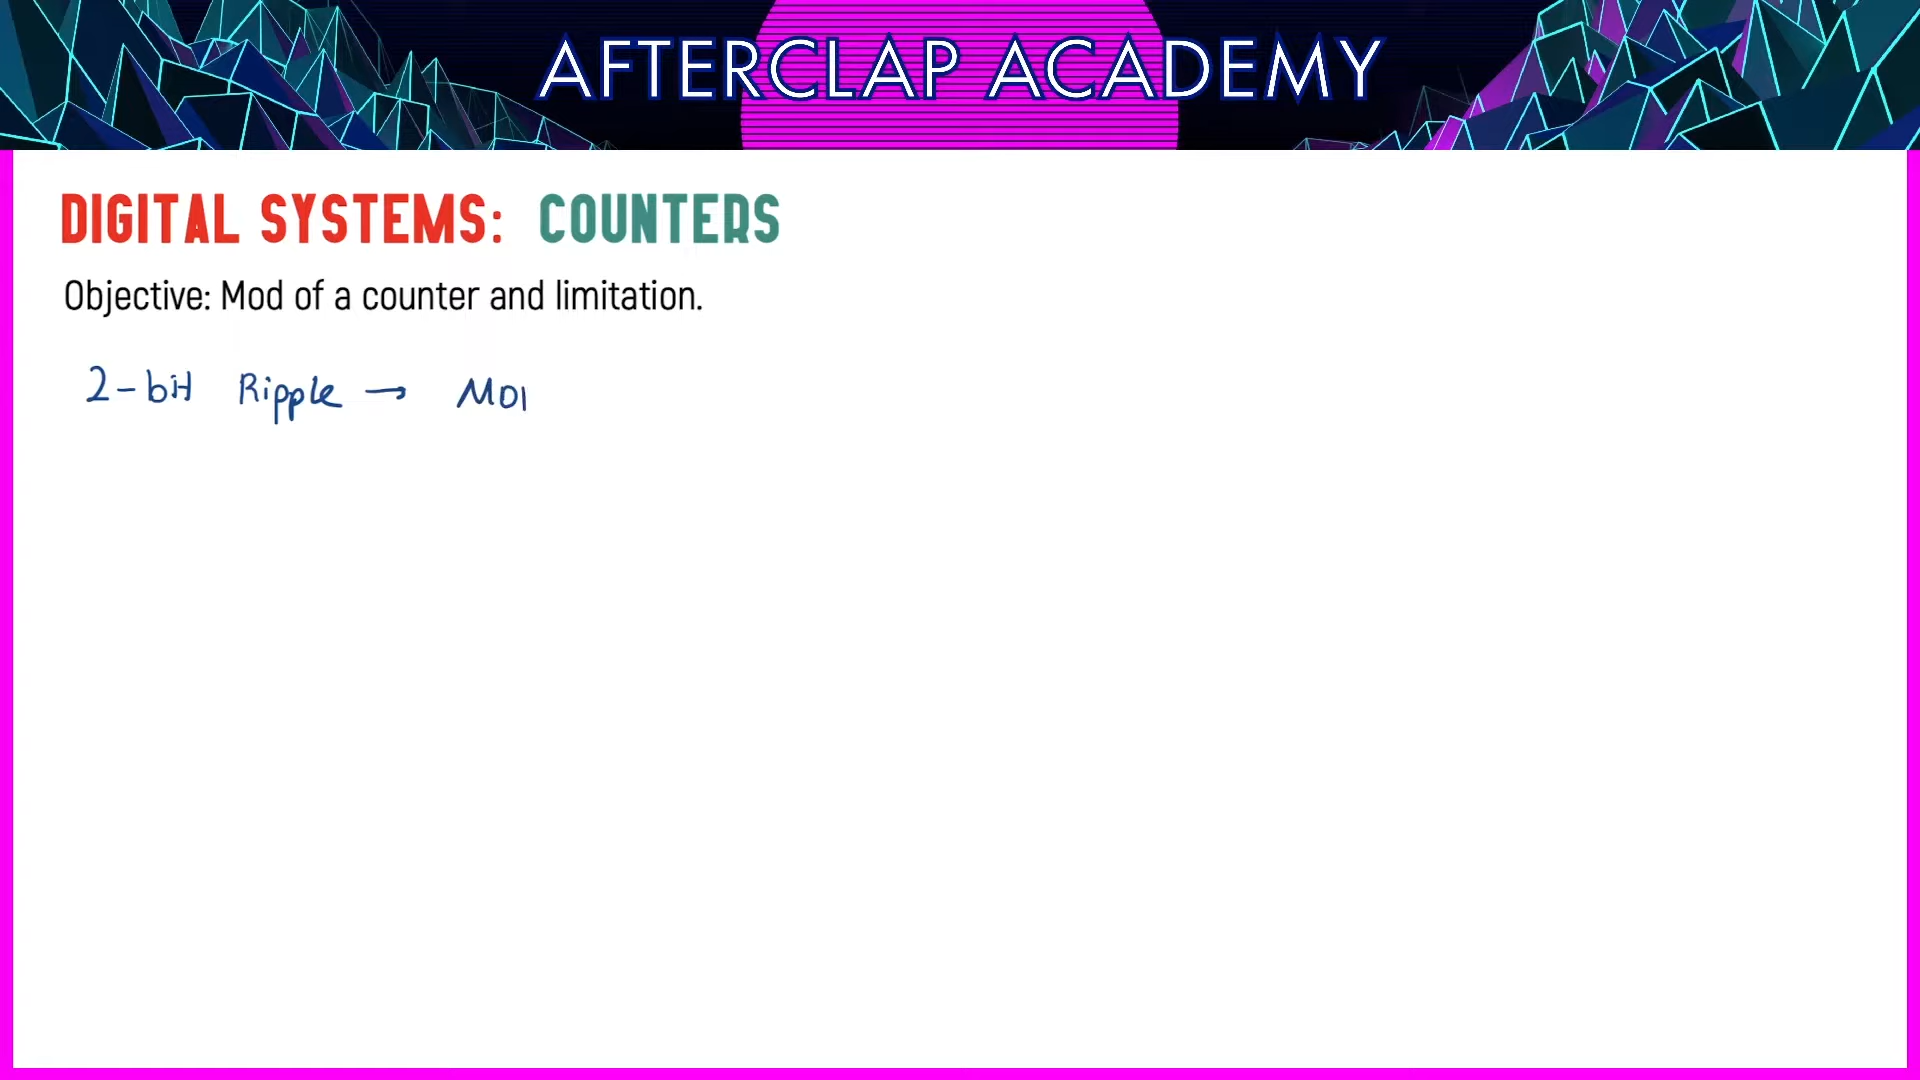 AFTERCLAP ACADEMY
DIGITAL SYSTEMS: COUNTERS
Objective: Mod of a counter and limitation.
2-bit Ripple →